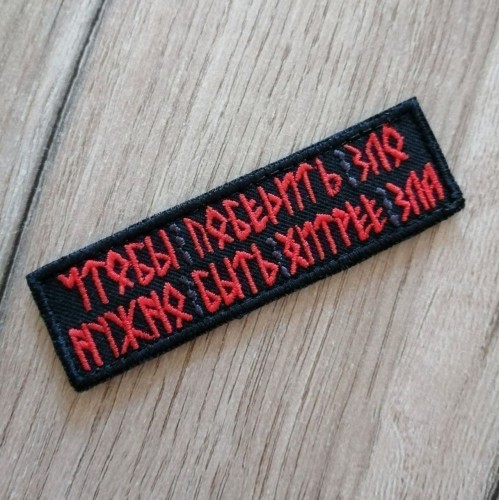 ЧТОБЫ ПОБЕДИТЬ ЗЛО
НУЖНО БЫТЬ ХИТРЕЕ ЗЛА